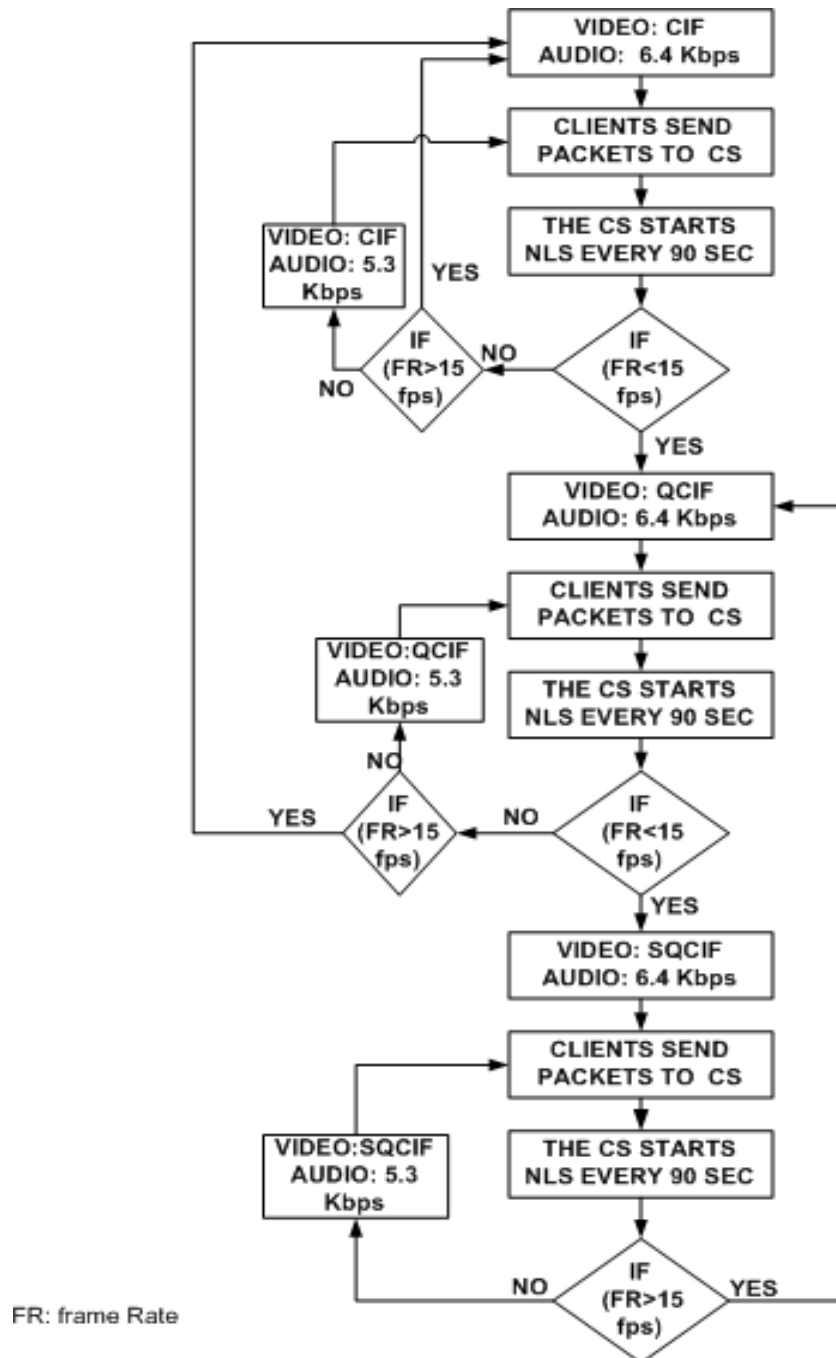 VIDEO: CIF
AUDIO:  6.4 Kbps
CLIENTS SEND
PACKETS TO  CS
THE CS STARTS
NLS EVERY 90 SEC
VIDEO: CIF
AUDIO: 5.3
Kbps
YES
IF
(FR>15
fps)
NO
NO
IF
(FR<15
fps)
YES
VIDEO: QCIF
AUDIO: 6.4 Kbps
CLIENTS SEND
PACKETS TO  CS
VIDEO:QCIF
AUDIO: 5.3
Kbps
THE CS STARTS
NLS EVERY 90 SEC
NO
YES
IF
(FR>15
fps)
NO
IF
(FR<15
fps)
YES
VIDEO: SQCIF
AUDIO: 6.4 Kbps
CLIENTS SEND
PACKETS TO  CS
VIDEO:SQCIF
AUDIO: 5.3
Kbps
THE CS STARTS
NLS EVERY 90 SEC
NO
IF
(FR>15
fps)
YES
FR: frame Rate